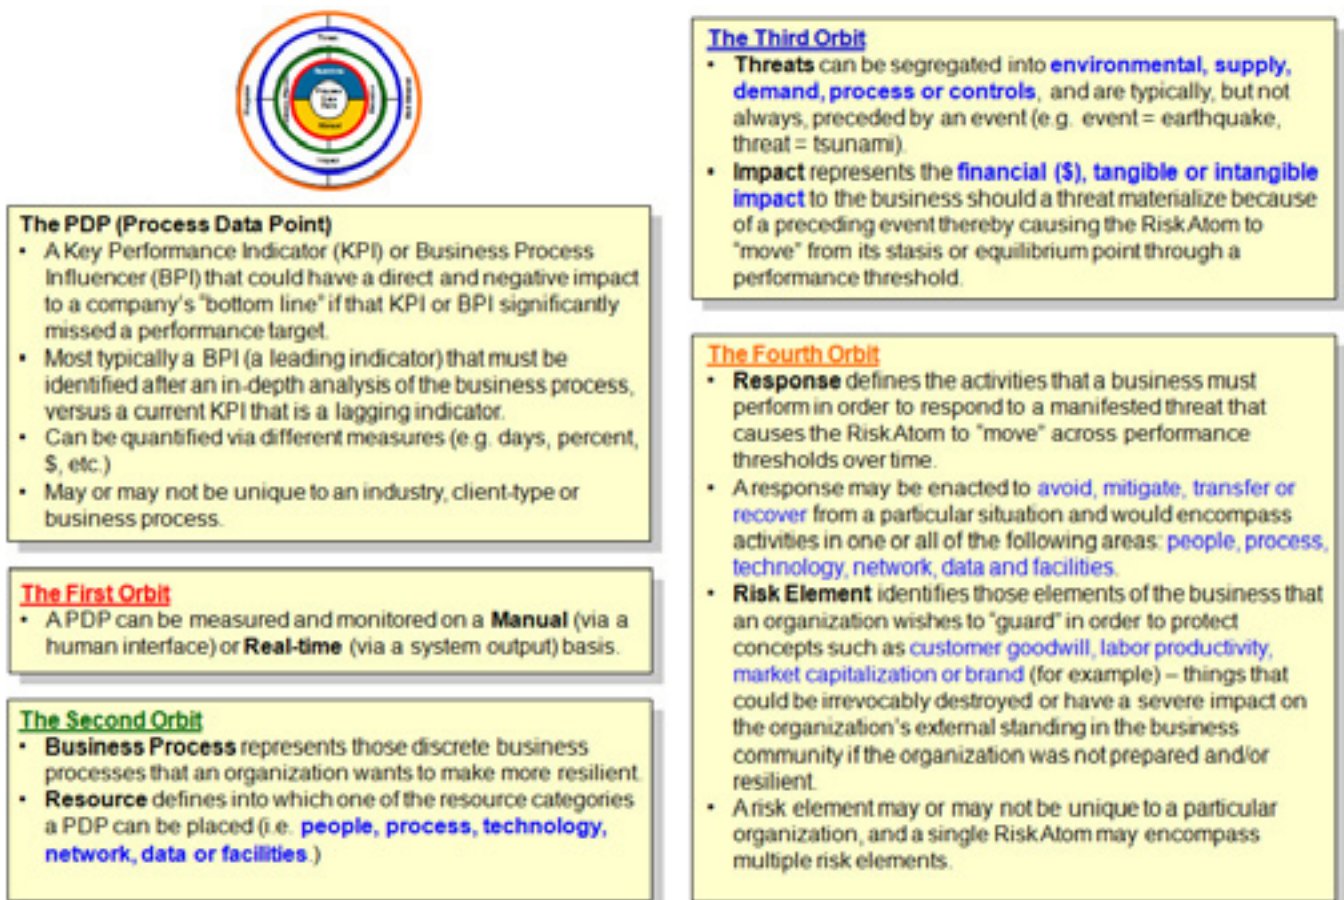 Threat
Real-time
Process
Data
Point
Manual
Impact
Response
Resource
Risk Element
The PDP (Process Data Point)
• A Key Performance Indicator (KPI) or Business Process
Influencer (BPI) that could have a direct and negative impact
to a company's "bottom line" if that KPI or BPI significantly
missed a performance target.
• Most typically a BPI (a leading indicator) that must be
identified after an in-depth analysis of the business process,
versus a current KPI that is a lagging indicator.
• Can be quantified via different measures (e.g. days, percent,
$, etc.)
• May or may not be unique to an industry, client-type or
business process.
The First Orbit
• A PDP can be measured and monitored on a Manual (via a
human interface) or Real-time (via a system output) basis.
The Second Orbit
• Business Process represents those discrete business
processes that an organization wants to make more resilient.
• Resource defines into which one of the resource categories
a PDP can be placed (i.e. people, process, technology,
network, data or facilities.)
The Third Orbit
• Threats can be segregated into environmental, supply,
demand, process or controls, and are typically, but not
always, preceded by an event (e.g. event = earthquake,
threat = tsunami).
• Impact represents the financial ($), tangible or intangible
impact to the business should a threat materialize because
of a preceding event thereby causing the Risk Atom to
"move" from its stasis or equilibrium point through a
performance threshold.
The Fourth Orbit
• Response defines the activities that a business must
perform in order to respond to a manifested threat that
causes the Risk Atom to "move" across performance
thresholds over time.
• A response may be enacted to avoid, mitigate, transfer or
recover from a particular situation and would encompass
activities in one or all of the following areas: people, process,
technology, network, data and facilities.
• Risk Element identifies those elements of the business that
an organization wishes to "guard" in order to protect
concepts such as customer goodwill, labor productivity,
market capitalization or brand (for example) – things that
could be irrevocably destroyed or have a severe impact on
the organization's external standing in the business
community if the organization was not prepared and/or
resilient.
• A risk element may or may not be unique to a particular
organization, and a single Risk Atom may encompass
multiple risk elements.